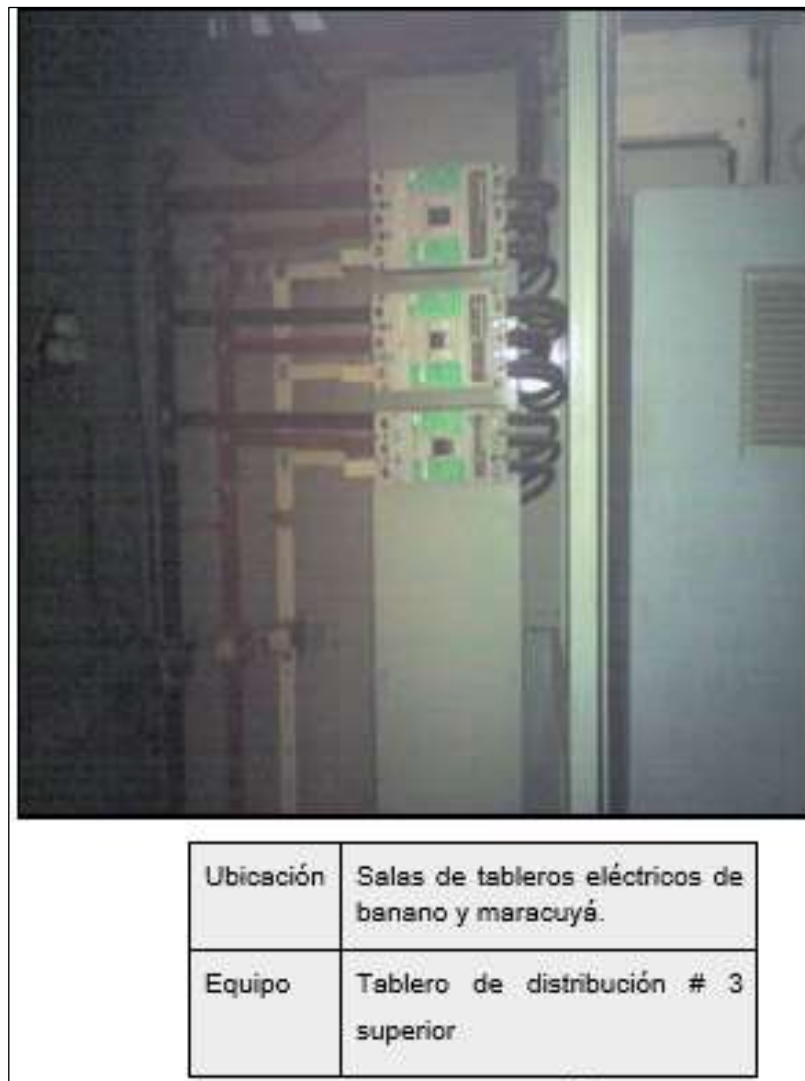 Ubicación
Salas de tableros eléctricos de
banano y maracuyá.
Equipo
Tablero de distribución # 3
superior